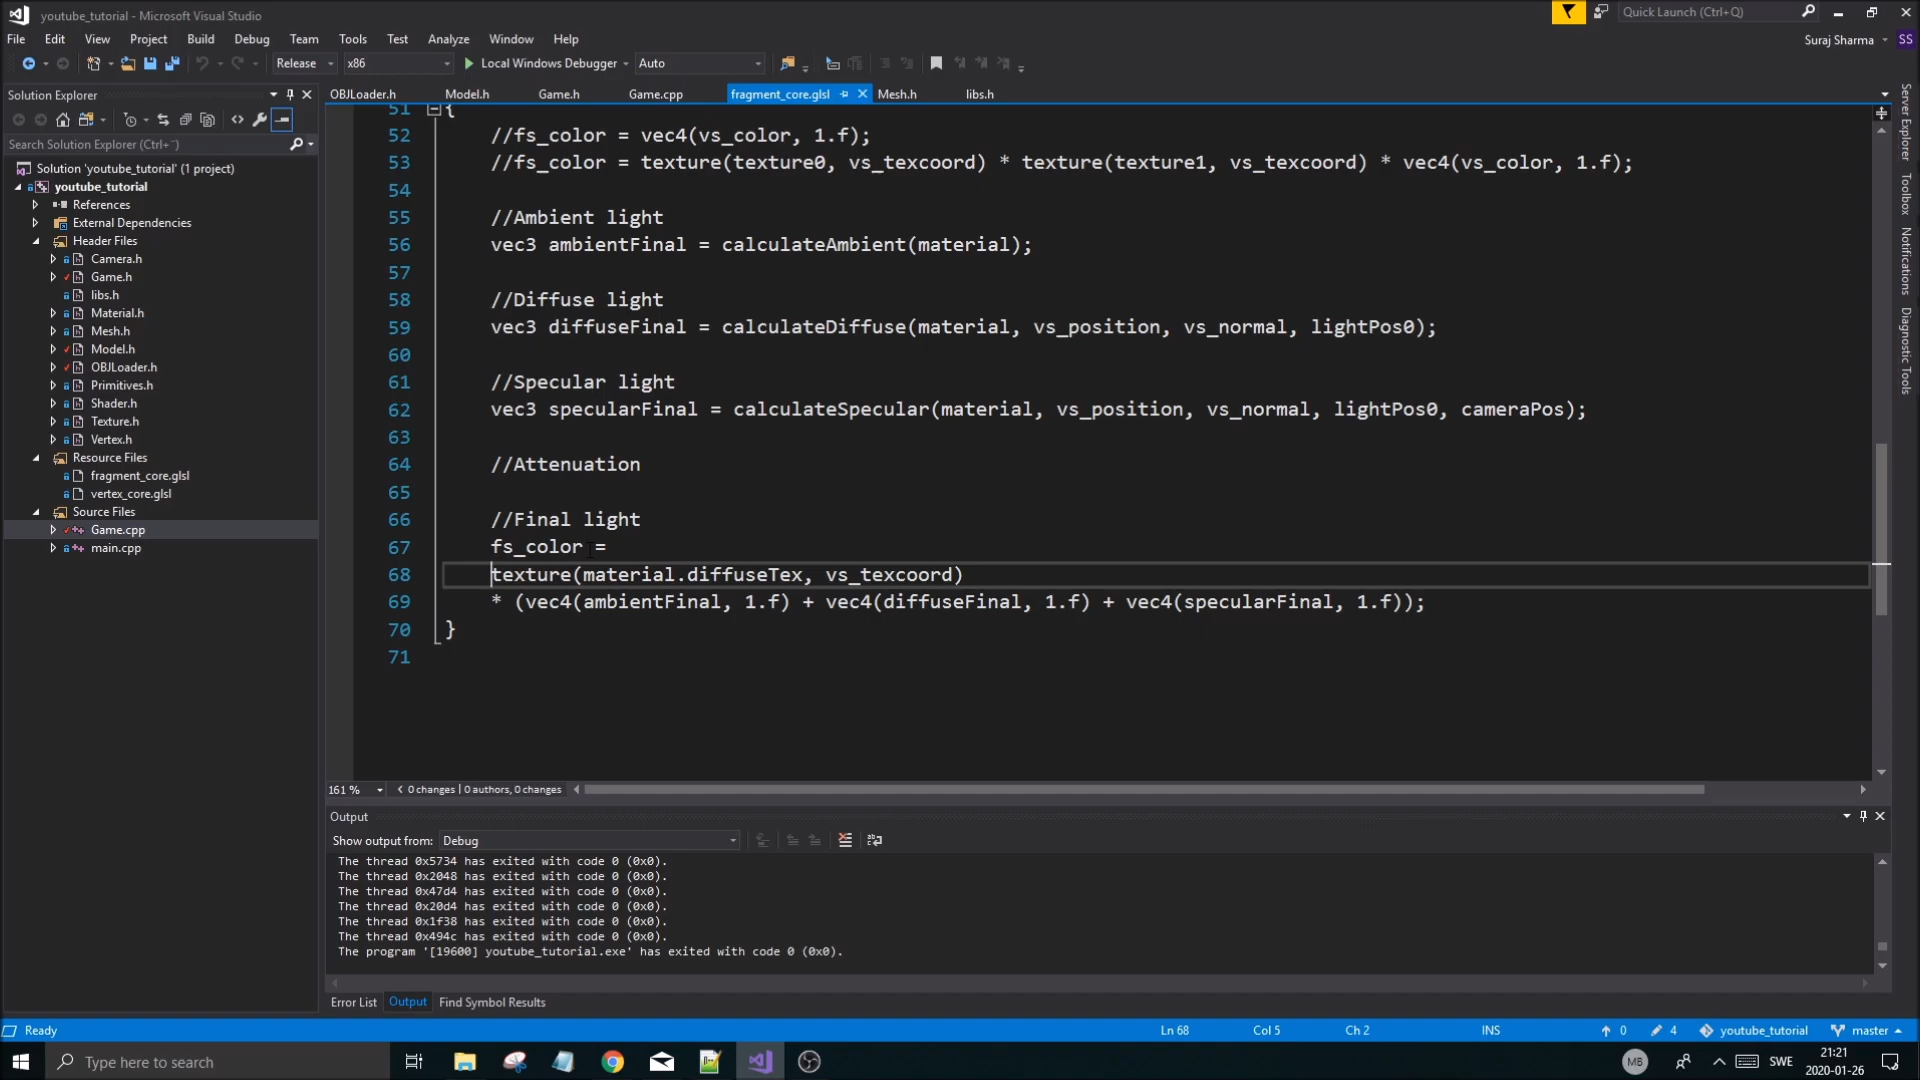 youtube_tutorial - Microsoft Visual Studio
Quick Launch (Ctrl+Q)
File Edit View Project Build Debug Team Tools Test Analyze Window Help
Suraj Sharma SS
Release x86 Local Windows Debugger Auto
Solution Explorer
OBJLoader.h Model.h Game.h Game.cpp fragment_core.glsl Mesh.h libs.h
Search Solution Explorer (Ctrl+¨)
Solution 'youtube_tutorial' (1 project)
youtube_tutorial
References
External Dependencies
Header Files
Camera.h
Game.h
libs.h
Material.h
Mesh.h
Model.h
OBJLoader.h
Primitives.h
Shader.h
Texture.h
Vertex.h
Resource Files
fragment_core.glsl
vertex_core.glsl
Source Files
Game.cpp
main.cpp
51 {
52 //fs_color = vec4(vs_color, 1.f);
53 //fs_color = texture(texture0, vs_texcoord) * texture(texture1, vs_texcoord) * vec4(vs_color, 1.f);
54
55 //Ambient light
56 vec3 ambientFinal = calculateAmbient(material);
57
58 //Diffuse light
59 vec3 diffuseFinal = calculateDiffuse(material, vs_position, vs_normal, lightPos0);
60
61 //Specular light
62 vec3 specularFinal = calculateSpecular(material, vs_position, vs_normal, lightPos0, cameraPos);
63
64 //Attenuation
65
66 //Final light
67 fs_color =
68 texture(material.diffuseTex, vs_texcoord)
69 * (vec4(ambientFinal, 1.f) + vec4(diffuseFinal, 1.f) + vec4(specularFinal, 1.f));
70 }
71
Server Explorer
Toolbox
Notifications
Diagnostic Tools
161 % 0 changes | 0 authors, 0 changes
Output
Show output from: Debug
The thread 0x5734 has exited with code 0 (0x0).
The thread 0x2048 has exited with code 0 (0x0).
The thread 0x47d4 has exited with code 0 (0x0).
The thread 0x20d4 has exited with code 0 (0x0).
The thread 0x1f38 has exited with code 0 (0x0).
The thread 0x494c has exited with code 0 (0x0).
The program '[19600] youtube_tutorial.exe' has exited with code 0 (0x0).
Error List Output Find Symbol Results
Ready Ln 68 Col 5 Ch 2 INS 0 4 youtube_tutorial master
Type here to search
MB SWE 21:21
2020-01-26